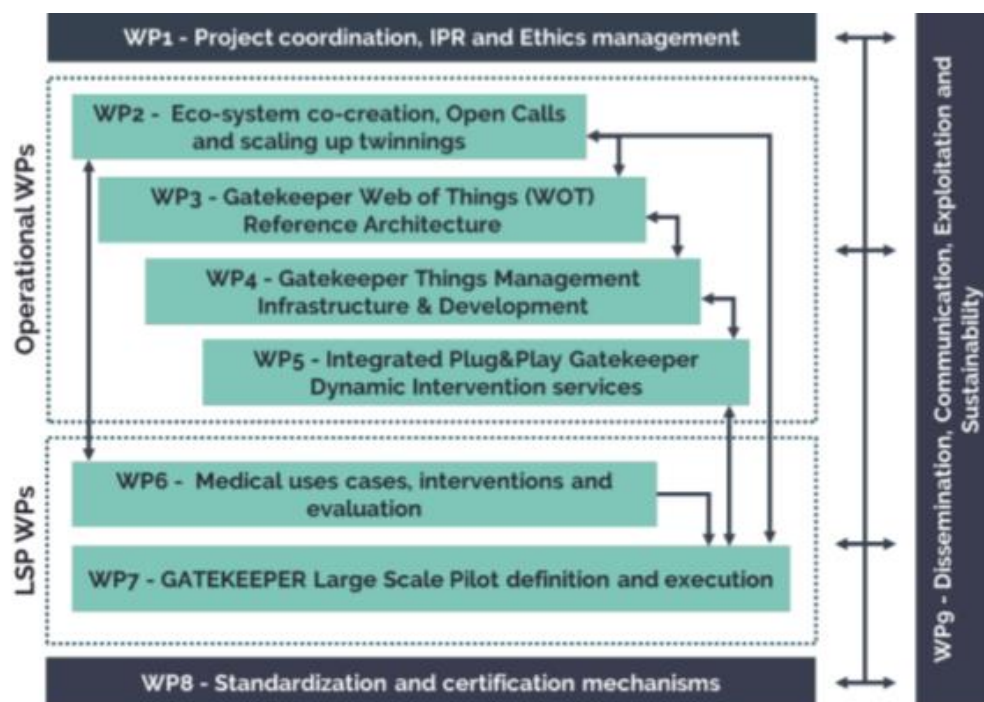 WP1 - Project coordination, IPR and Ethics management
Operational WPs
WP2 - Eco-system co-creation, Open Calls
and scaling up twinnings
WP3 - Gatekeeper Web of Things (WOT)
Reference Architecture
WP4 - Gatekeeper Things Management
Infrastructure & Development
WP5 - Integrated Plug&Play Gatekeeper
Dynamic Intervention services
LSP WPs
WP6 - Medical uses cases, interventions and
evaluation
WP7 - GATEKEEPER Large Scale Pilot definition and execution
WP8 - Standardization and certification mechanisms
WP9 - Dissemination, Communication, Exploitation and
Sustainability